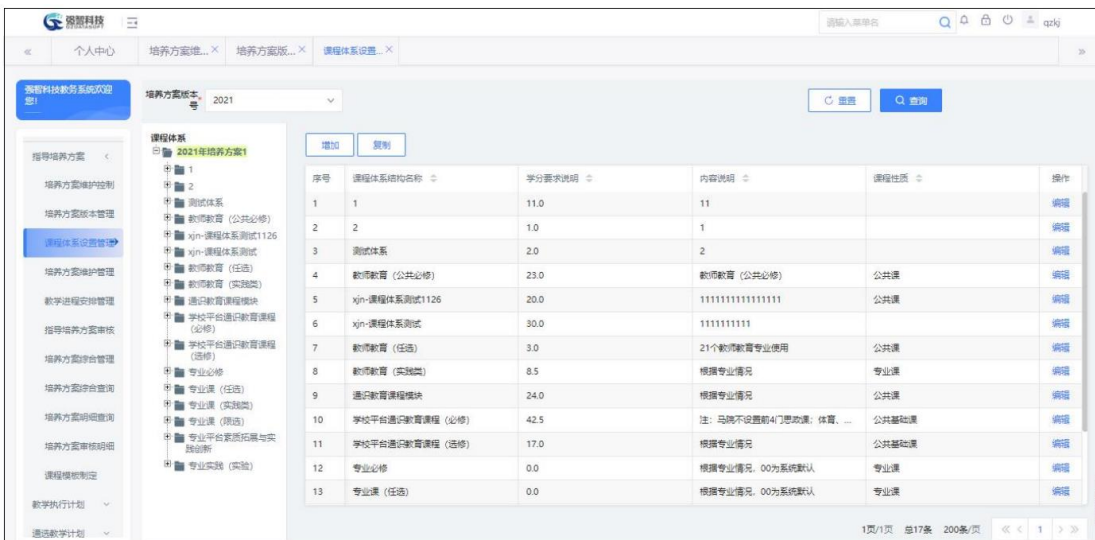 强智科技
请输入菜单名
qzkj
个人中心
培养方案维...
培养方案版...
课程体系设置...
强智科技教务系统欢迎
您!
培养方案版本
号
2021
重置
查询
指导培养方案
培养方案维护控制
培养方案版本管理
课程体系设置管理
培养方案维护管理
教学进程安排管理
指导培养方案审核
培养方案综合管理
培养方案综合查询
培养方案明细查询
培养方案审核明细
课程模板制定
教学执行计划
通选教学计划
课程体系
2021年培养方案1
1
2
测试体系
教师教育（公共必修）
xjn-课程体系测试1126
xjn-课程体系测试
教师教育（任选）
教师教育（实践类）
通识教育课程模块
学校平台通识教育课程
（必修）
学校平台通识教育课程
（选修）
专业必修
专业课（任选）
专业课（实践类）
专业课（限选）
专业平台素质拓展与实
践创新
专业实践（实验）
增加 复制
序号 课程体系结构名称 学分要求说明 内容说明 课程性质 操作
1 1 11.0 11 编辑
2 2 1.0 1 编辑
3 测试体系 2.0 2 编辑
4 教师教育（公共必修） 23.0 教师教育（公共必修） 公共课 编辑
5 xjn-课程体系测试1126 20.0 1111111111111111 公共课 编辑
6 xjn-课程体系测试 30.0 1111111111 编辑
7 教师教育（任选） 3.0 21个教师教育专业使用 公共课 编辑
8 教师教育（实践类） 8.5 根据专业情况 专业课 编辑
9 通识教育课程模块 24.0 根据专业情况 公共课 编辑
10 学校平台通识教育课程（必修） 42.5 注：马院不设置前4门思政课；体育、... 公共基础课 编辑
11 学校平台通识教育课程（选修） 17.0 根据专业情况 公共基础课 编辑
12 专业必修 0.0 根据专业情况，00为系统默认 专业课 编辑
13 专业课（任选） 0.0 根据专业情况，00为系统默认 专业课 编辑
1页/1页 总17条 200条/页 1